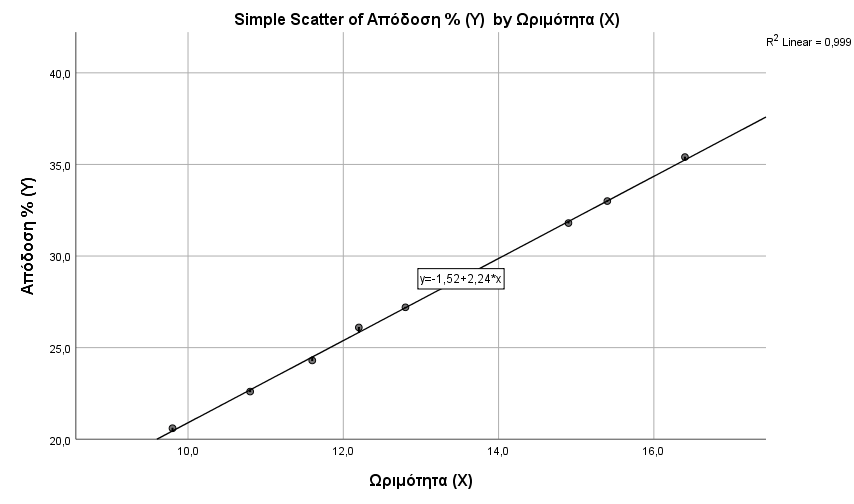 Simple Scatter of Απόδοση % (Y) by Ωριμότητα (X)
R2 Linear = 0,999
40,0
35,0
30,0
25,0
20,0
Απόδοση % (Y)
y=-1,52+2,24*x
10,0
12,0
14,0
16,0
Ωριμότητα (X)